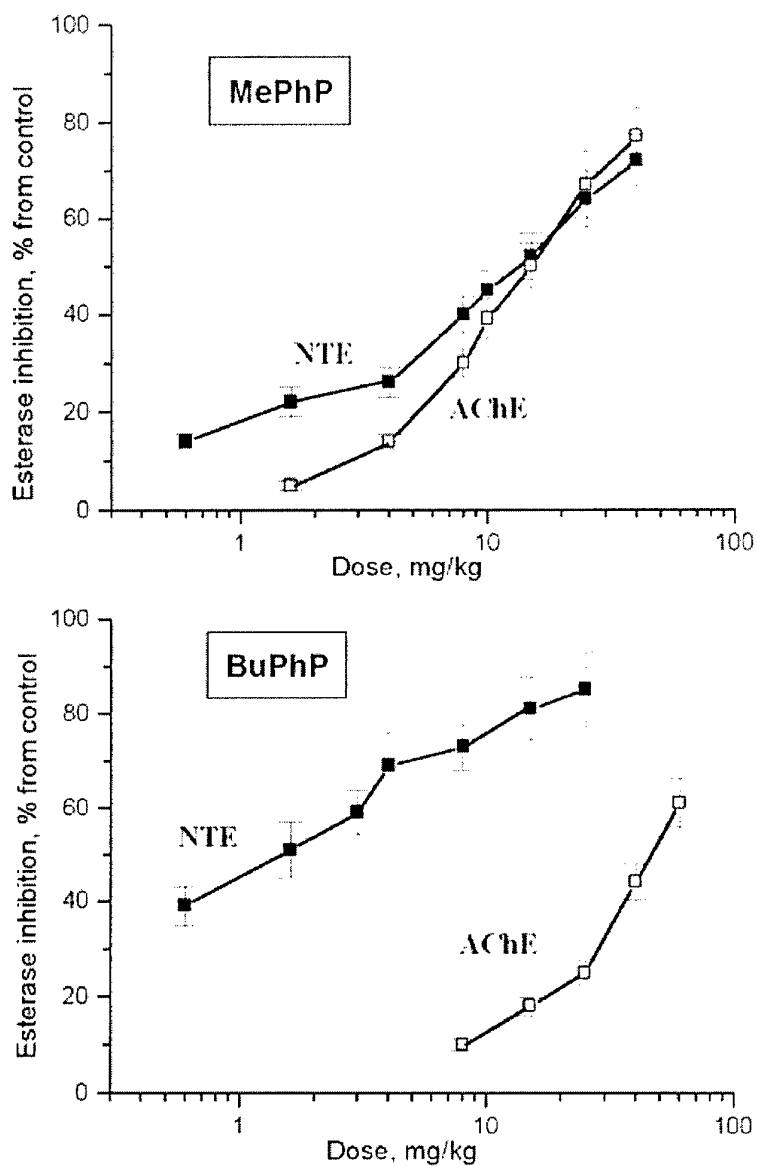 100
80
60
40
20
0
Esterase inhibition, % from control
MePhP
NTE
AChE
1
10
100
Dose, mg/kg
100
80
60
40
20
0
Esterase inhibition, % from control
BuPhP
NTE
AChE
1
10
100
Dose, mg/kg